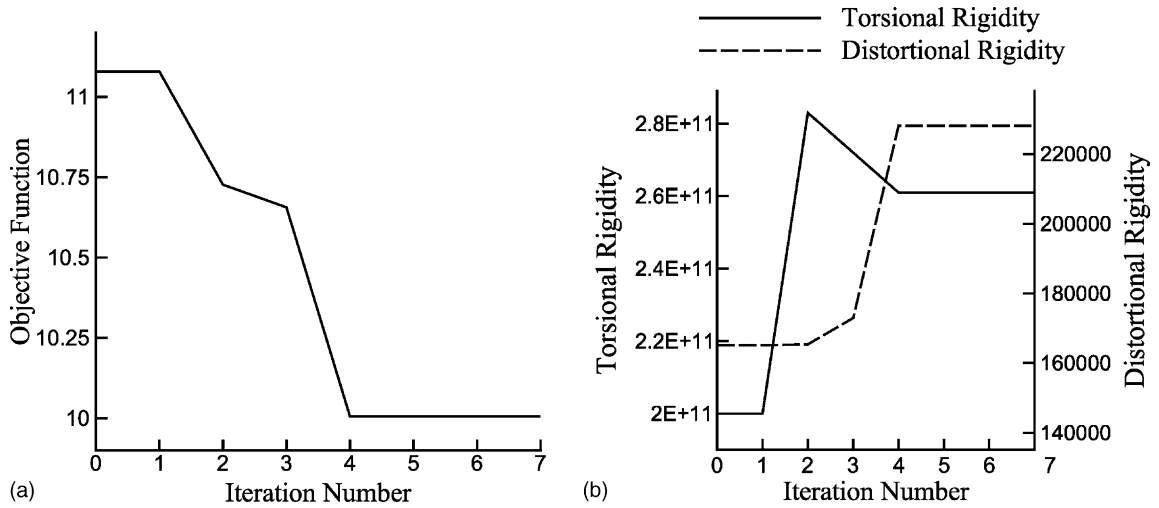 Torsional Rigidity
Distortional Rigidity
Objective Function
11
10.75
10.5
10.25
10
0 1 2 3 4 5 6 7
Iteration Number
(a)
Torsional Rigidity
2.8E+11
2.6E+11
2.4E+11
2.2E+11
2E+11
220000
200000
180000
160000
140000
Distortional Rigidity
0 1 2 3 4 5 6 7
Iteration Number
(b)